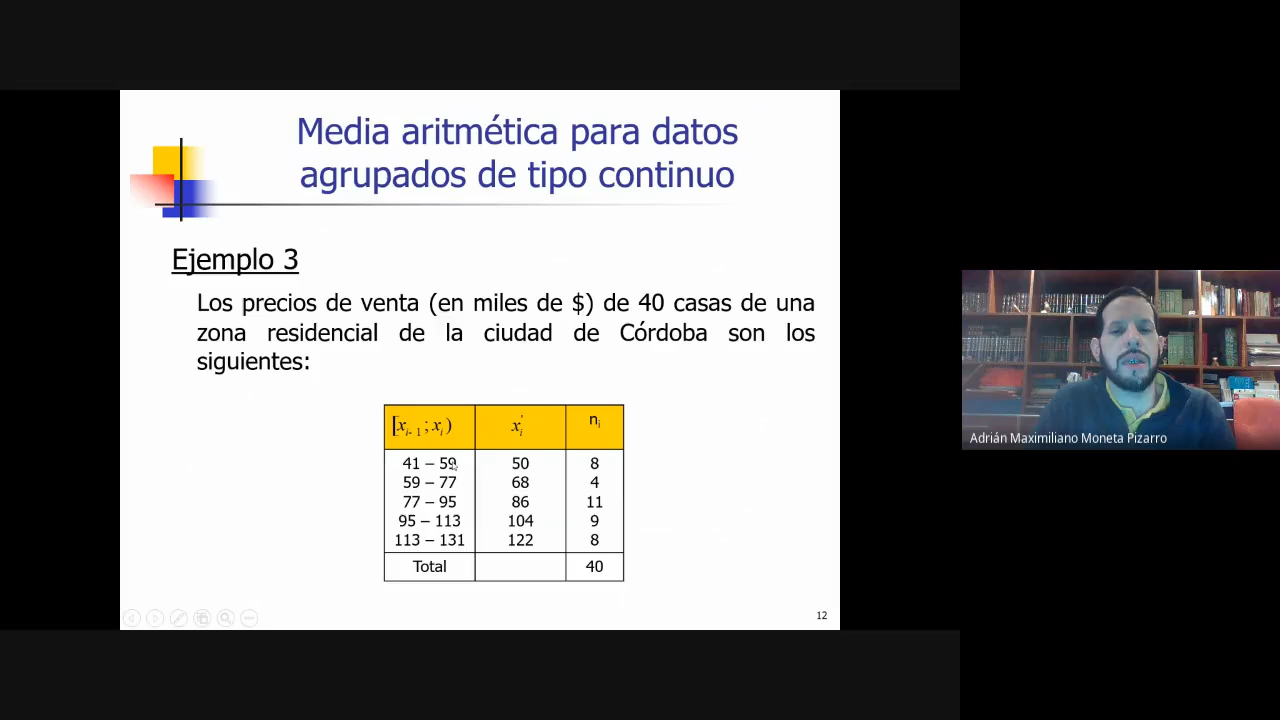 Media aritmética para datos
agrupados de tipo continuo
Ejemplo 3
Los precios de venta (en miles de $) de 40 casas de una
zona residencial de la ciudad de Córdoba son los
siguientes:
[xi-1 ; xi) xi' ni
41 – 59 50 8
59 – 77 68 4
77 – 95 86 11
95 – 113 104 9
113 – 131 122 8
Total 40
12
Adrián Maximiliano Moneta Pizarro